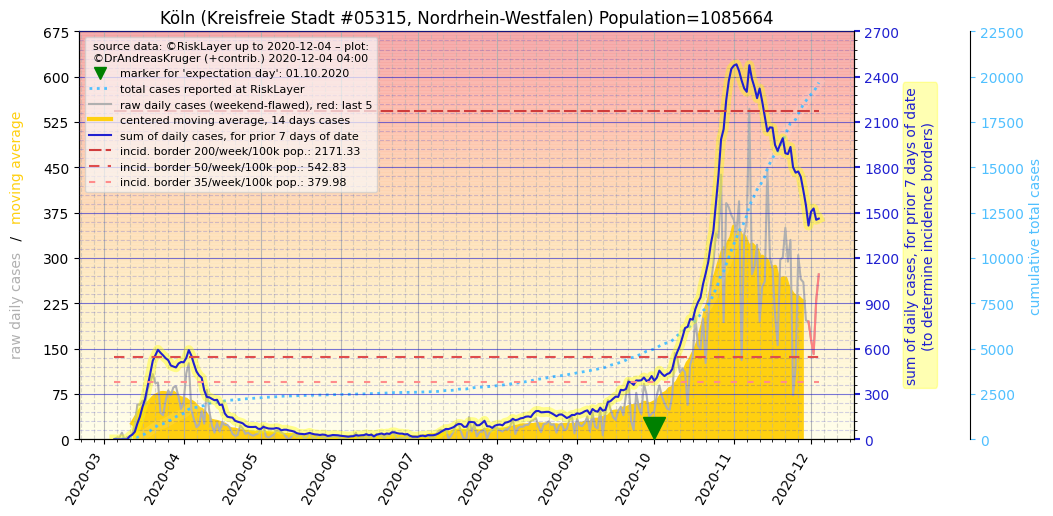 Köln (Kreisfreie Stadt #05315, Nordrhein-Westfalen) Population=1085664
source data: ©RiskLayer up to 2020-12-04 – plot:
©DrAndreasKruger (+contrib.) 2020-12-04 04:00
marker for 'expectation day': 01.10.2020
total cases reported at RiskLayer
raw daily cases (weekend-flawed), red: last 5
centered moving average, 14 days cases
sum of daily cases, for prior 7 days of date
incid. border 200/week/100k pop.: 2171.33
incid. border 50/week/100k pop.: 542.83
incid. border 35/week/100k pop.: 379.98
raw daily cases / moving average
675
600
525
450
375
300
225
150
75
0
2700
2400
2100
1800
1500
1200
900
600
300
0
sum of daily cases, for prior 7 days of date
(to determine incidence borders)
22500
20000
17500
15000
12500
10000
7500
5000
2500
0
cumulative total cases
2020-03
2020-04
2020-05
2020-06
2020-07
2020-08
2020-09
2020-10
2020-11
2020-12